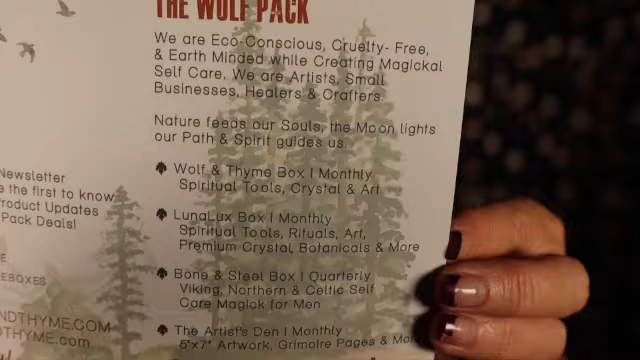 THE WOLF PACK
We are Eco-Conscious, Cruelty- Free,
& Earth Minded while Creating Magickal
Self Care. We are Artists, Small
Businesses, Healers & Crafters.
Nature feeds our Souls, the Moon lights
our Path & Spirit guides us.
Wolf & Thyme Box | Monthly
Spiritual Tools, Crystal & Art
LunaLux Box | Monthly
Spiritual Tools, Rituals, Art,
Premium Crystal, Botanicals & More
Bone & Steel Box | Quarterly
Viking, Northern & Celtic Self
Care Magick for Men
The Artist's Den | Monthly
5"x7" Artwork, Grimoire Pages &
Newsletter
the first to know
Product Updates
Pack Deals!